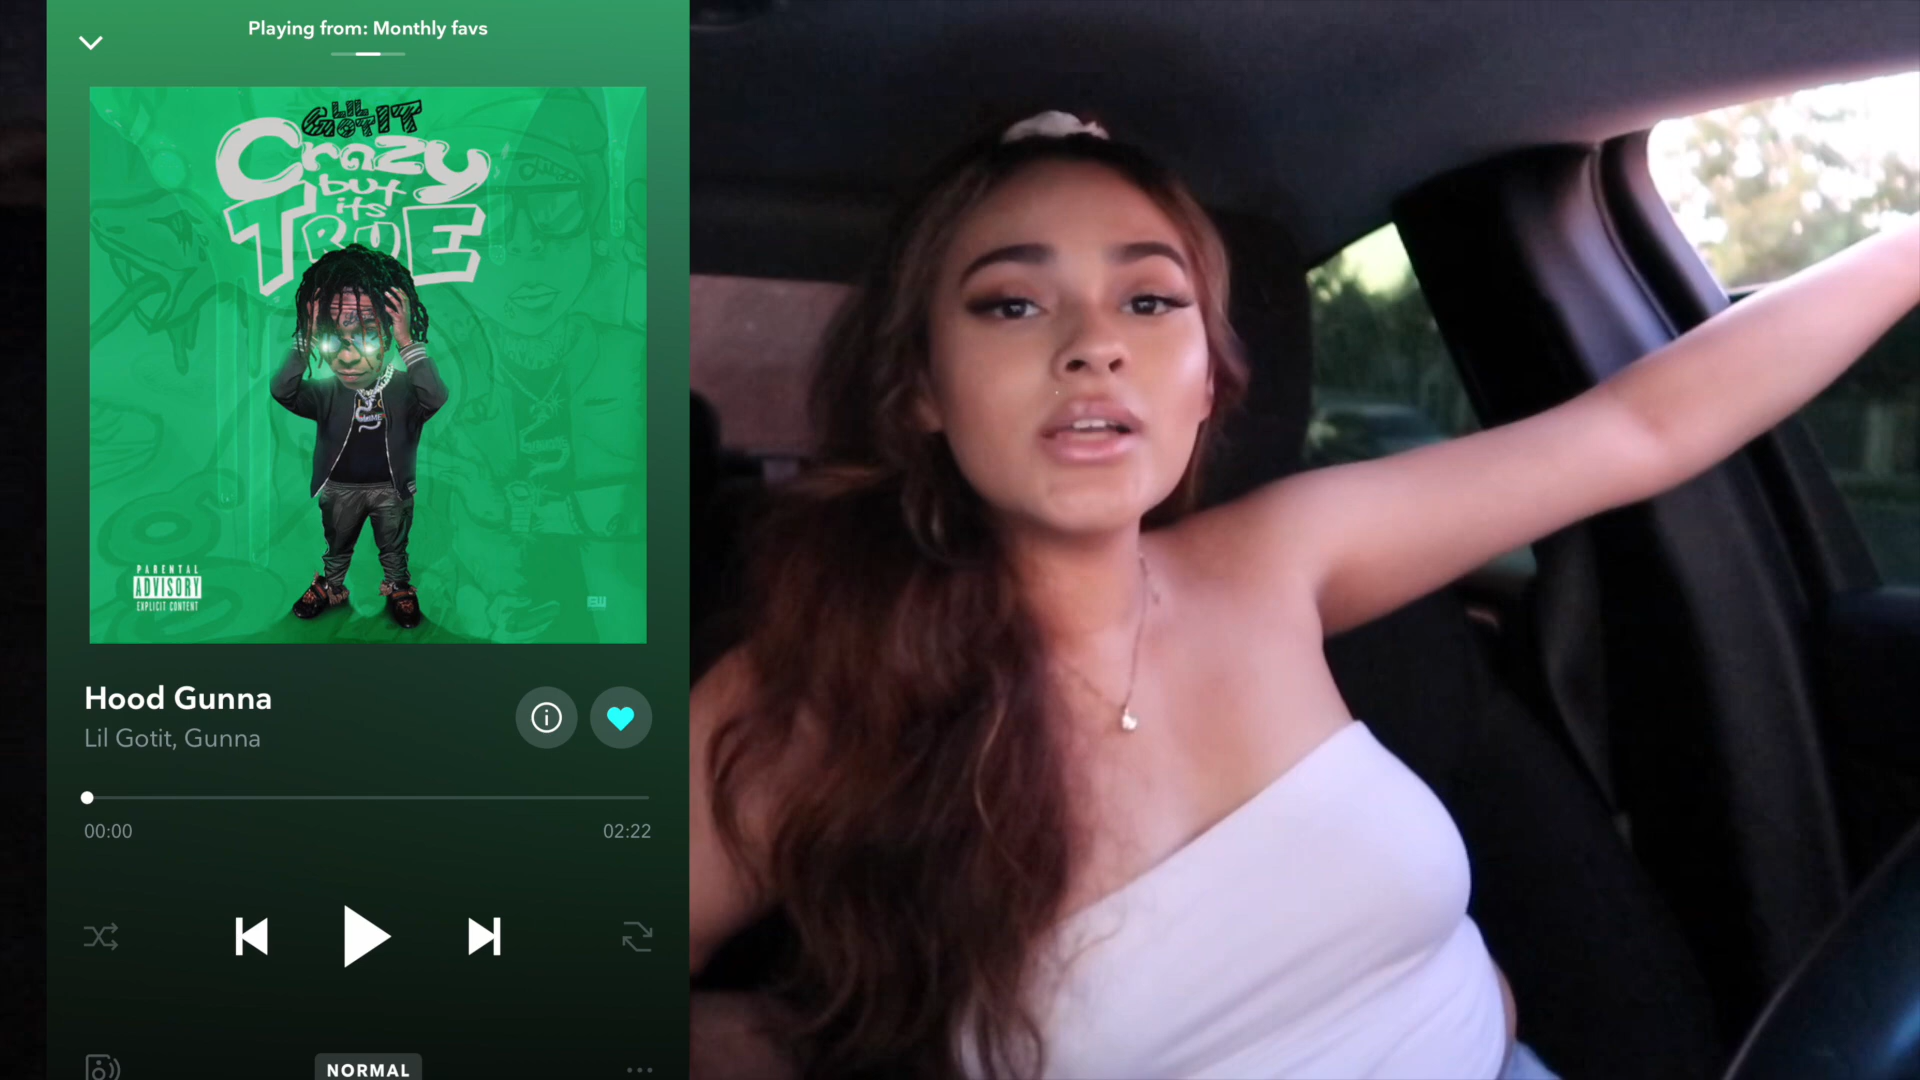 Playing from: Monthly favs
LIL
GOTIT
Crazy
but
its
TRUE
PARENTAL
ADVISORY
EXPLICIT CONTENT
Hood Gunna
Lil Gotit, Gunna
00:00
02:22
NORMAL